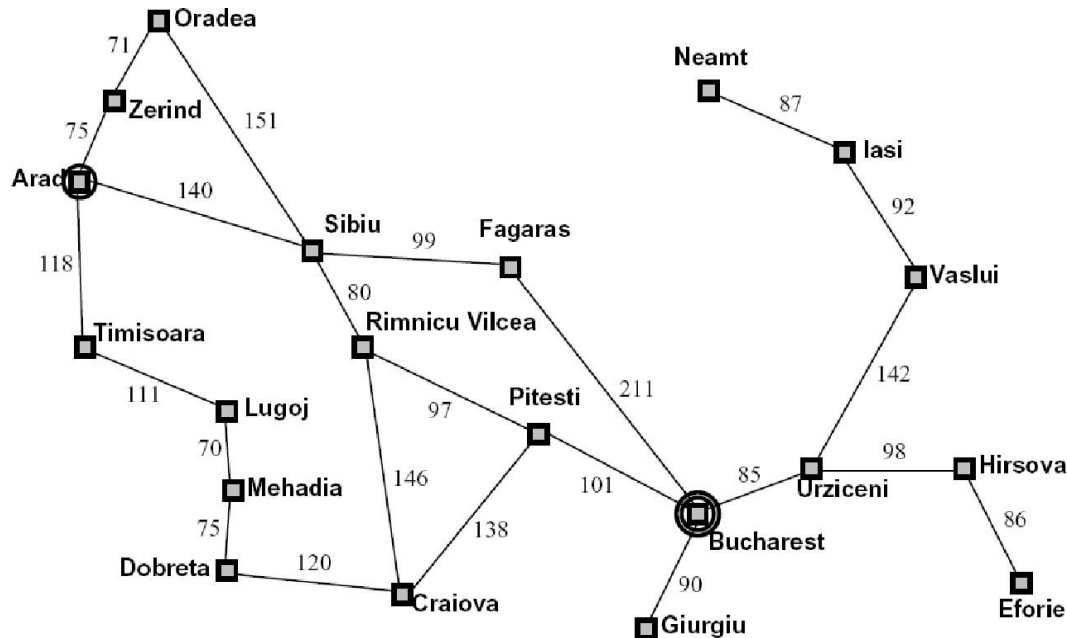 Oradea
71
Neamt
Zerind
87
75
151
Iasi
Arad
140
92
Sibiu
Fagaras
99
118
Vaslui
80
Timisoara
Rimnicu Vilcea
142
111
Pitesti
211
Lugoj
97
70
98
Hirsova
85
146
101
Urziceni
Mehadia
86
75
138
Bucharest
120
Dobreta
90
Craiova
Eforie
Giurgiu